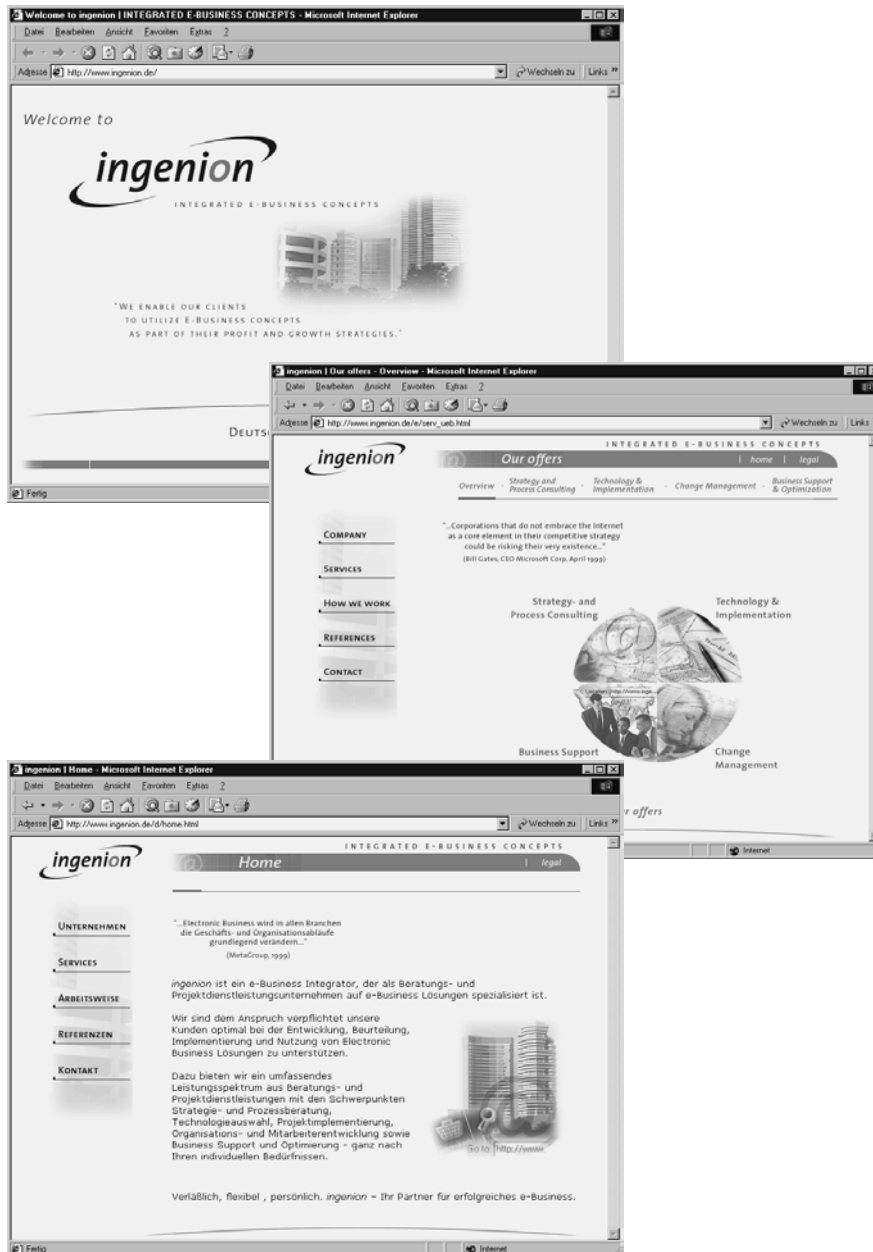 Welcome to ingenion | INTEGRATED E-BUSINESS CONCEPTS - Microsoft Internet Explorer
Datei Bearbeiten Ansicht Favoriten Extras ?
Adresse http://www.ingenion.de/ Wechseln zu Links »
Welcome to
ingenion
INTEGRATED E-BUSINESS CONCEPTS
"WE ENABLE OUR CLIENTS
TO UTILIZE E-BUSINESS CONCEPTS
AS PART OF THEIR PROFIT AND GROWTH STRATEGIES."
DEUTSC
Fertig
ingenion | Our offers - Overview - Microsoft Internet Explorer
Datei Bearbeiten Ansicht Favoriten Extras ?
Adresse http://www.ingenion.de/e/serv_ueb.html Wechseln zu Links
INTEGRATED E-BUSINESS CONCEPTS
ingenion
Our offers | home | legal
Overview · Strategy and Process Consulting · Technology & Implementation · Change Management · Business Support & Optimization
"...Corporations that do not embrace the Internet
as a core element in their competitive strategy
could be risking their very existence..."
(Bill Gates, CEO Microsoft Corp, April 1999)
COMPANY
SERVICES
HOW WE WORK
REFERENCES
CONTACT
Strategy- and
Process Consulting
Technology &
Implementation
Location: http://www.inge
Business Support
Change
Management
r offers
Internet
ingenion | Home - Microsoft Internet Explorer
Datei Bearbeiten Ansicht Favoriten Extras ?
Adresse http://www.ingenion.de/d/home.html Wechseln zu Links »
INTEGRATED E-BUSINESS CONCEPTS
ingenion
Home | legal
"...Electronic Business wird in allen Branchen
die Geschäfts- und Organisationsabläufe
grundlegend verändern..."
(MetaGroup, 1999)
UNTERNEHMEN
SERVICES
ARBEITSWEISE
REFERENZEN
KONTAKT
ingenion ist ein e-Business Integrator, der als Beratungs- und
Projektdienstleistungsunternehmen auf e-Business Lösungen spezialisiert ist.
Wir sind dem Anspruch verpflichtet unsere
Kunden optimal bei der Entwicklung, Beurteilung,
Implementierung und Nutzung von Electronic
Business Lösungen zu unterstützen.
Dazu bieten wir ein umfassendes
Leistungsspektrum aus Beratungs- und
Projektdienstleistungen mit den Schwerpunkten
Strategie- und Prozessberatung,
Technologieauswahl, Projektimplementierung,
Organisations- und Mitarbeiterentwicklung sowie
Business Support und Optimierung - ganz nach
Ihren individuellen Bedürfnissen.
Go to: http://www.
Verläßlich, flexibel , persönlich. ingenion - Ihr Partner für erfolgreiches e-Business.
Fertig Internet